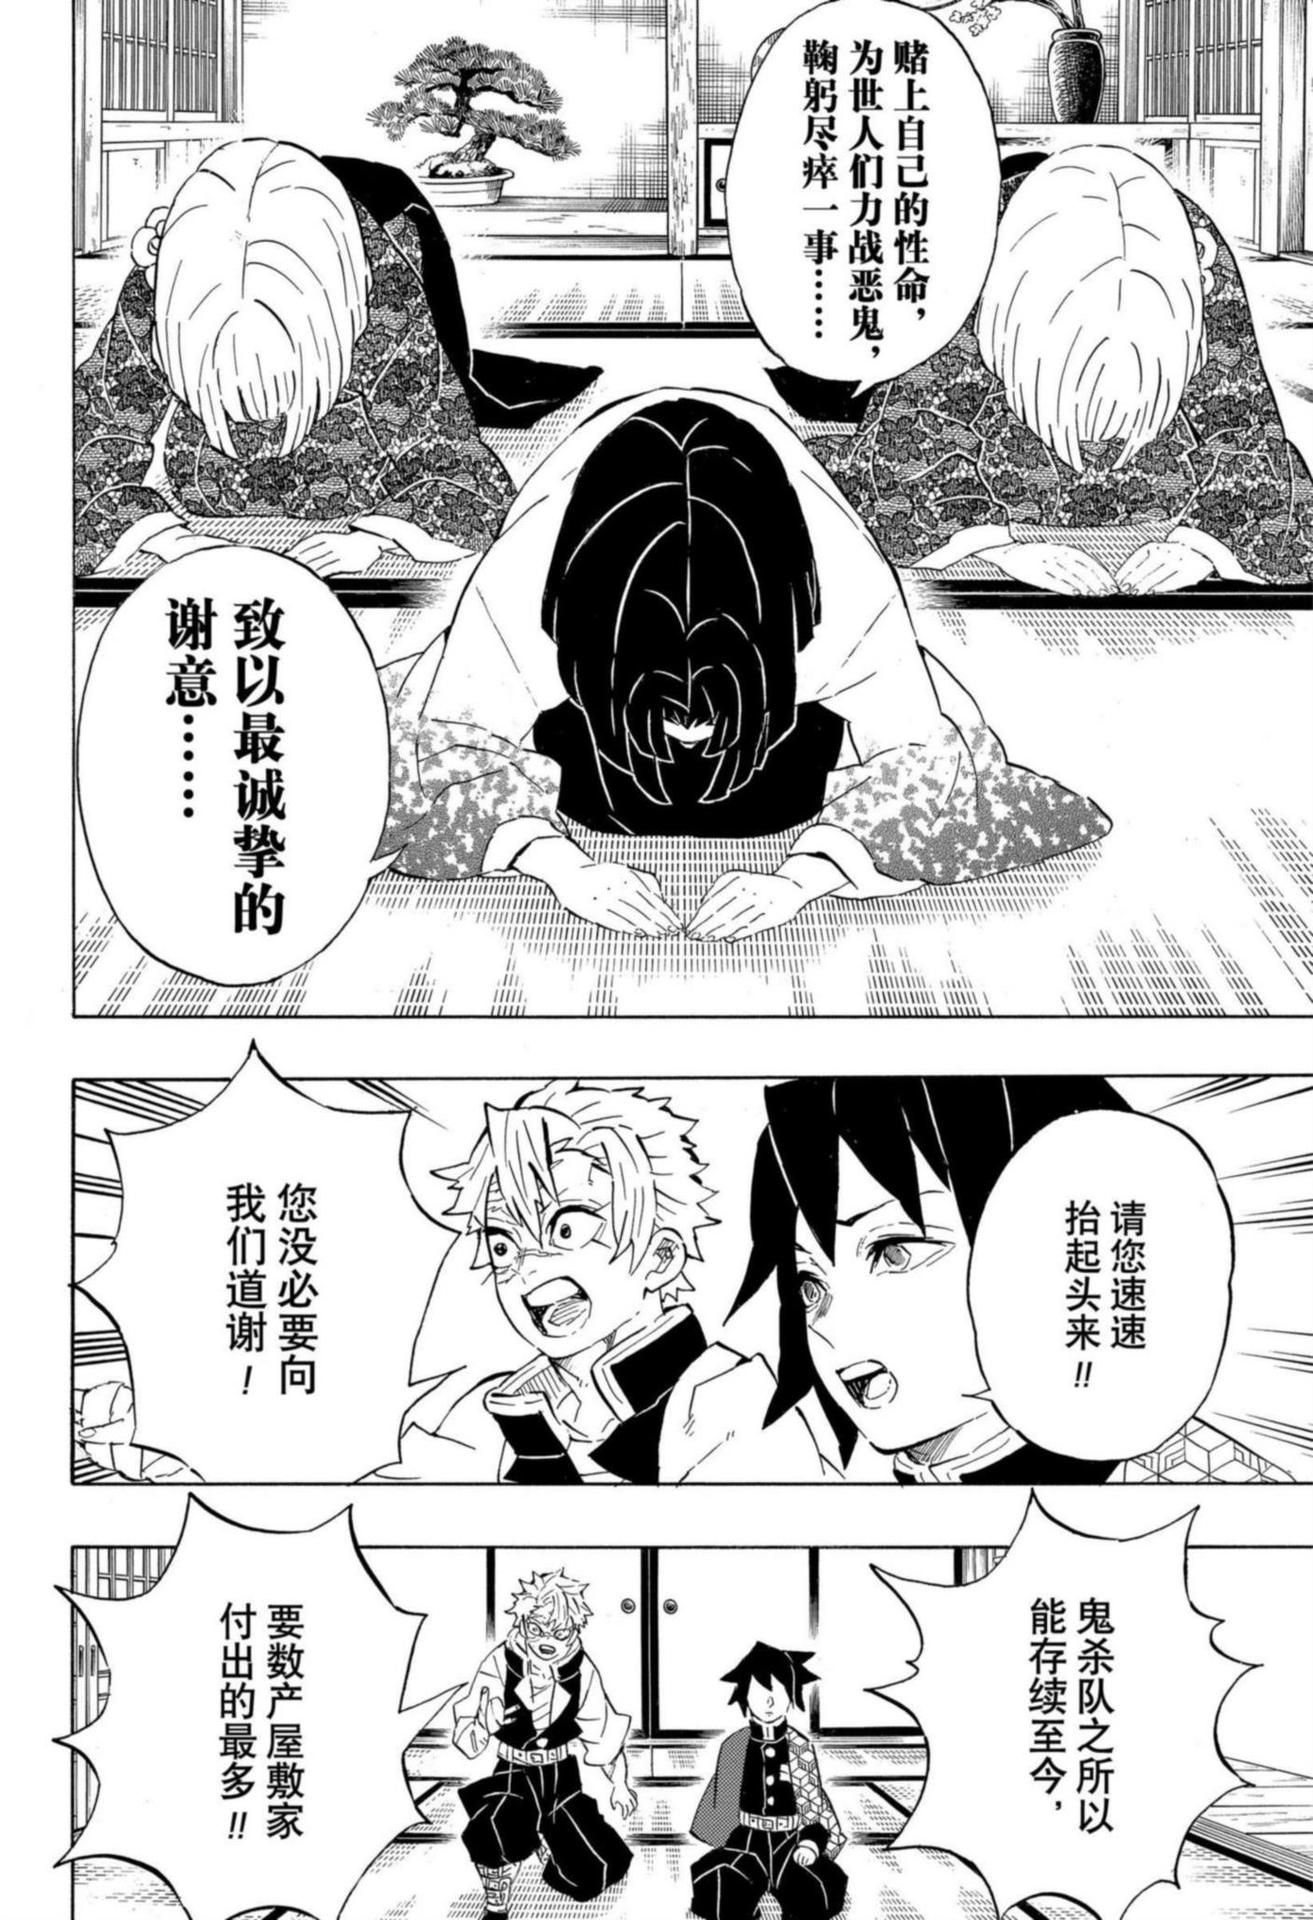 赌上自己的性命，
为世人们力战恶鬼，
鞠躬尽瘁一事……
致以最诚挚的
谢意……
请您速速
抬起头来!!
您没必要向
我们道谢!
鬼杀队之所以
能存续至今，
要数产屋敷家
付出的最多!!